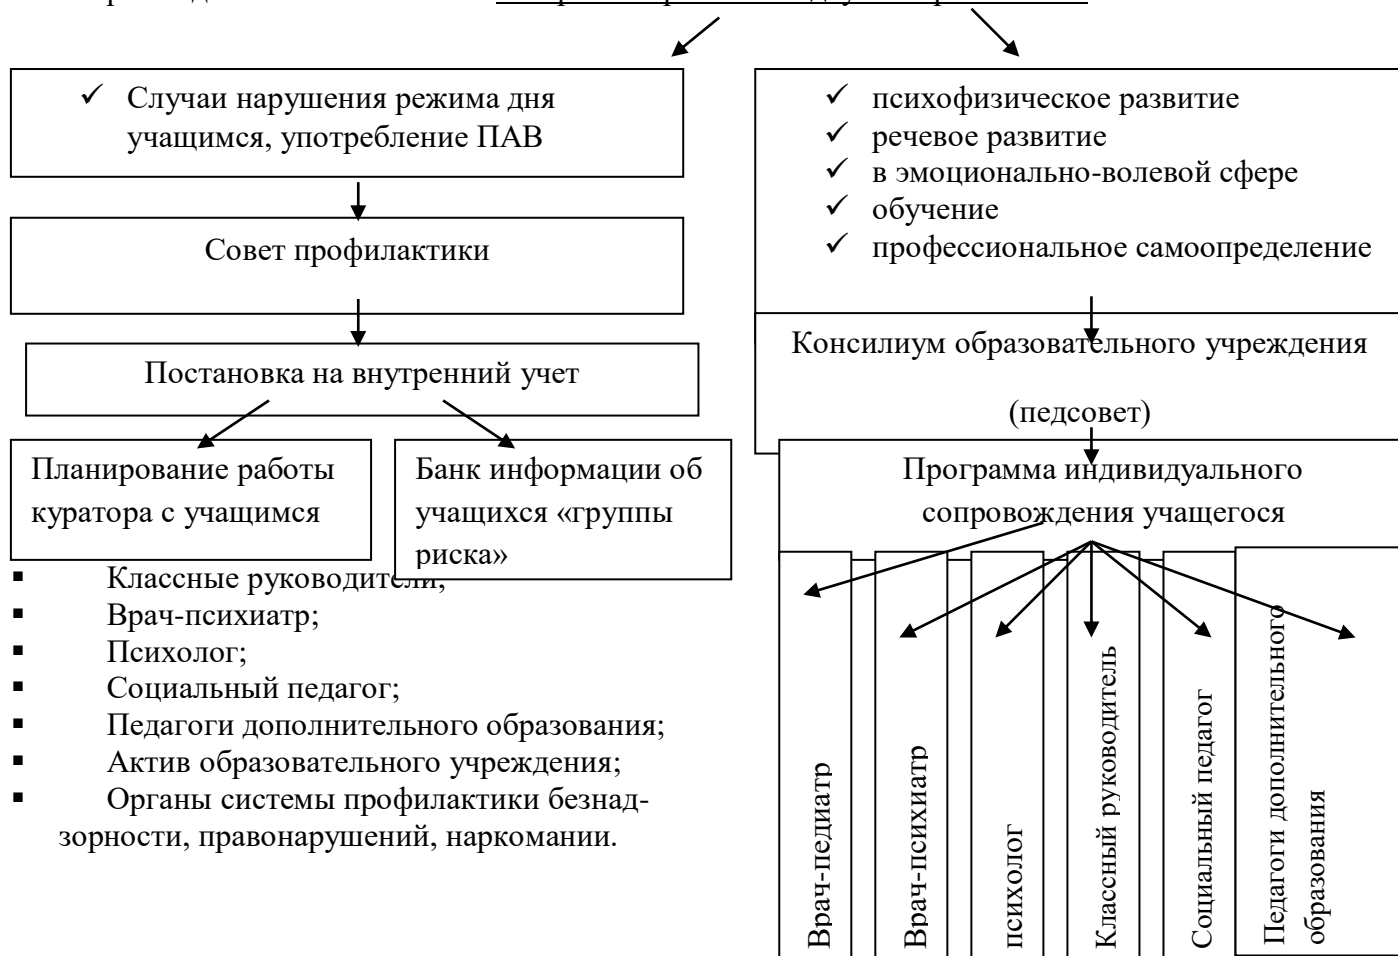 Случаи нарушения режима дня
учащимся, употребление ПАВ
Совет профилактики
Постановка на внутренний учет
Планирование работы
куратора с учащимся
Банк информации об
учащихся «группы
риска»
Классные руководители;
Врач-психиатр;
Психолог;
Социальный педагог;
Педагоги дополнительного образования;
Актив образовательного учреждения;
Органы системы профилактики безнад-
зорности, правонарушений, наркомании.
психофизическое развитие
речевое развитие
в эмоционально-волевой сфере
обучение
профессиональное самоопределение
Консилиум образовательного учреждения
(педсовет)
Программа индивидуального
сопровождения учащегося
Врач-педиатр
Врач-психиатр
психолог
Классный руководитель
Социальный педагог
Педагоги дополнительного
образования